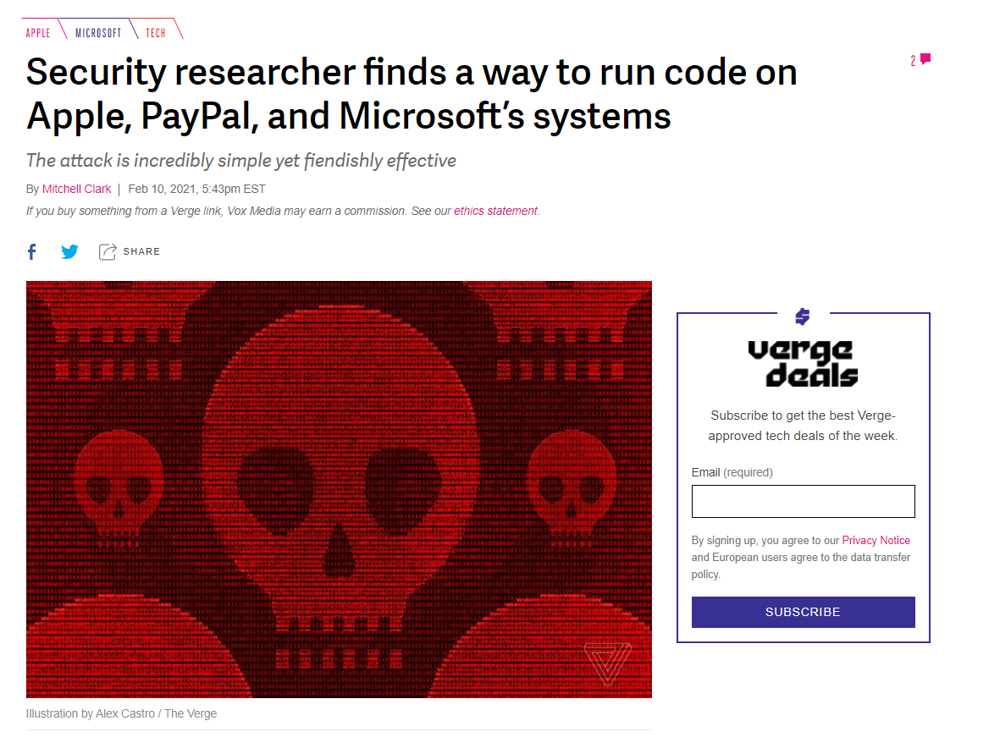 APPLE MICROSOFT TECH
Security researcher finds a way to run code on
Apple, PayPal, and Microsoft’s systems
2
The attack is incredibly simple yet fiendishly effective
By Mitchell Clark | Feb 10, 2021, 5:43pm EST
If you buy something from a Verge link, Vox Media may earn a commission. See our ethics statement.
SHARE
Illustration by Alex Castro / The Verge
$
verge
deals
Subscribe to get the best Verge-
approved tech deals of the week.
Email (required)
By signing up, you agree to our Privacy Notice
and European users agree to the data transfer
policy.
SUBSCRIBE